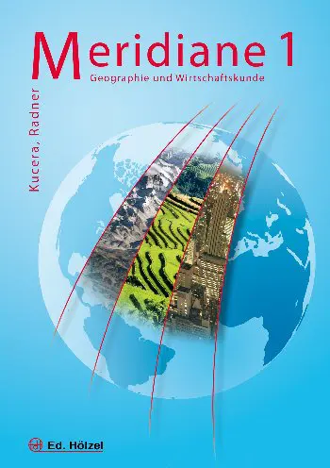 Meridiane 1
Geographie und Wirtschaftskunde
Kucera, Radner
Ed. Hölzel